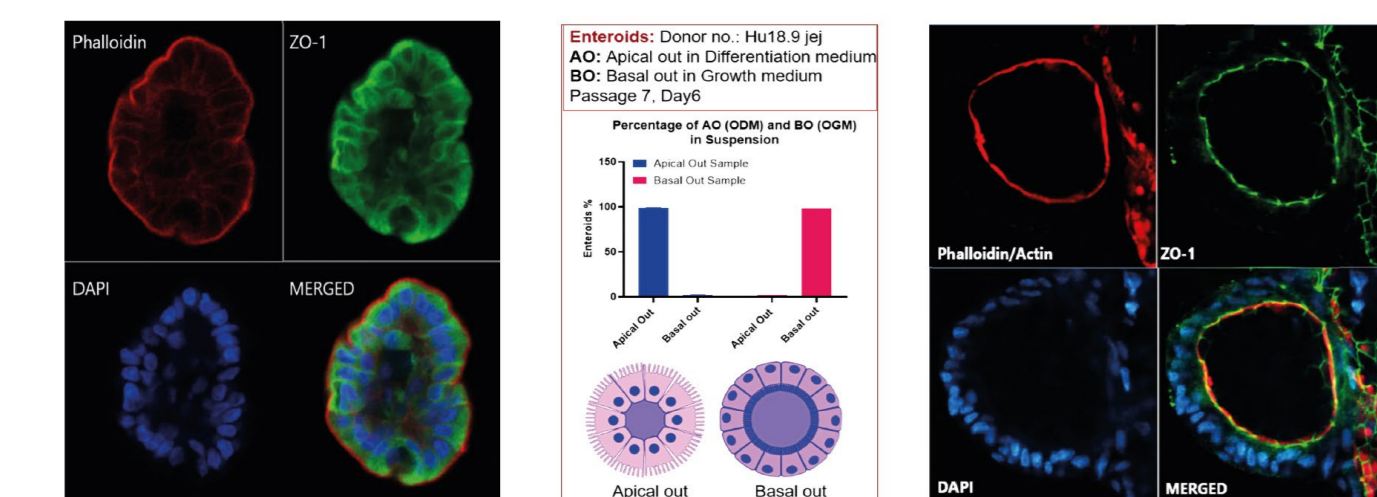 Phalloidin
ZO-1
DAPI
MERGED
Enteroids: Donor no.: Hu18.9 jej
AO: Apical out in Differentiation medium
BO: Basal out in Growth medium
Passage 7, Day6
Percentage of AO (ODM) and BO (OGM)
in Suspension
Apical Out Sample
Basal Out Sample
Enteroids %
150
100
50
0
Apical Out
Basal out
Apical Out
Basal out
Apical out
Basal out
Phalloidin/Actin
ZO-1
DAPI
MERGED